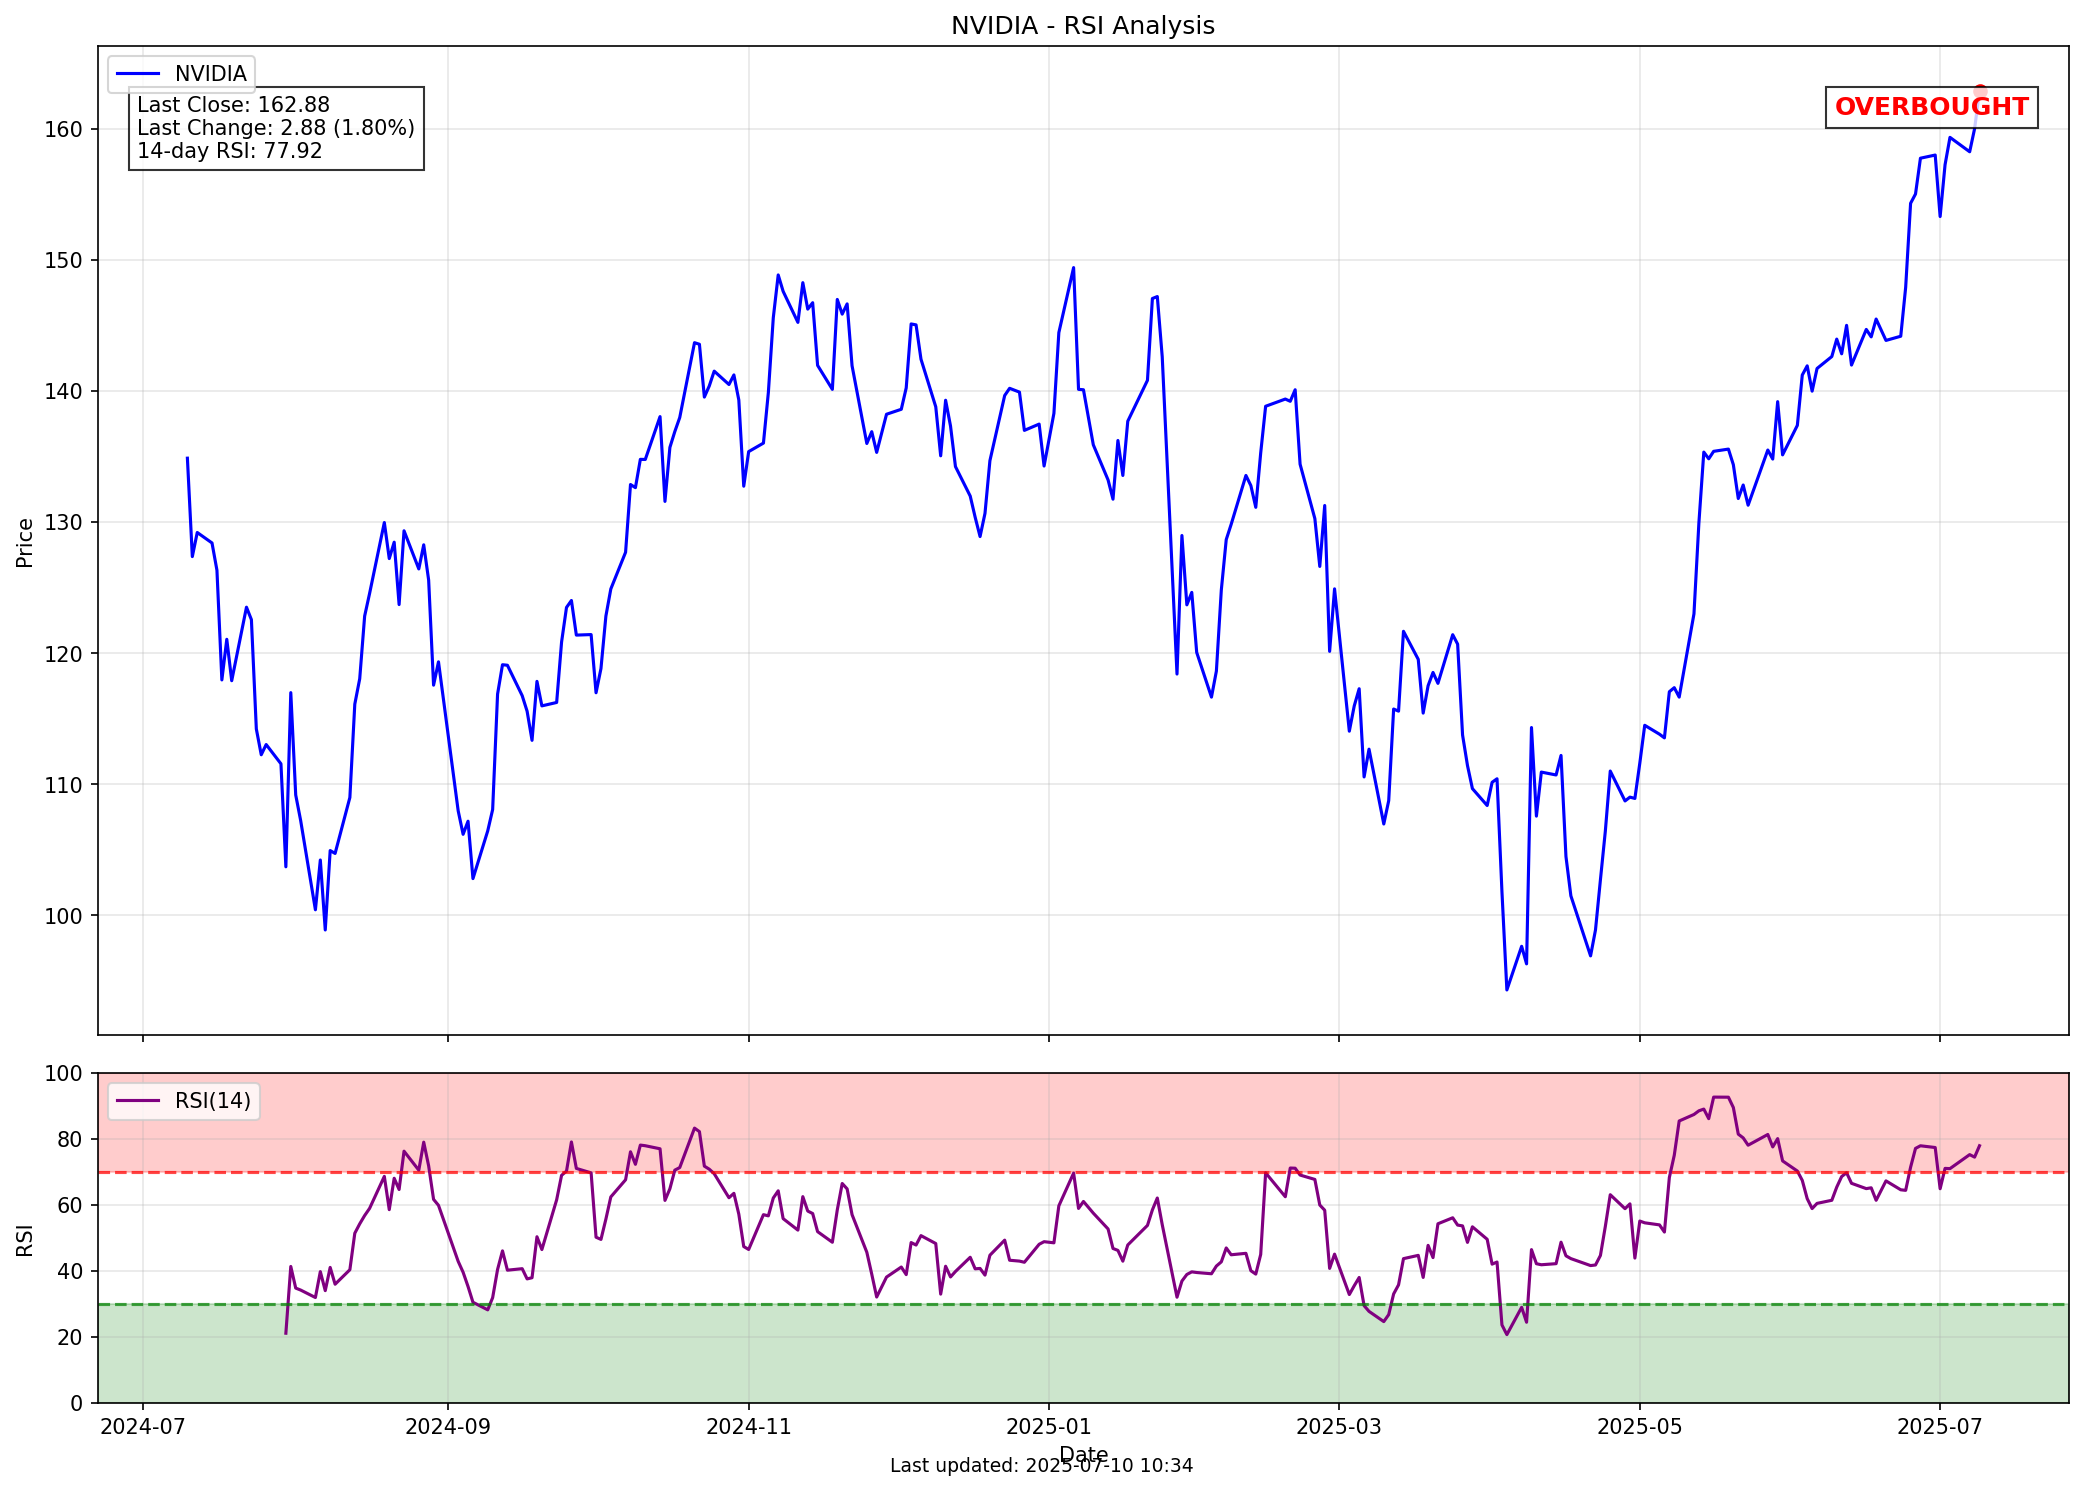 NVIDIA - RSI Analysis
NVIDIA
Last Close: 162.88
Last Change: 2.88 (1.80%)
14-day RSI: 77.92
OVERBOUGHT
160
150
140
130
120
110
100
Price
100
80
60
40
20
0
RSI
RSI(14)
2024-07
2024-09
2024-11
2025-01
2025-03
2025-05
2025-07
Date
Last updated: 2025-07-10 10:34